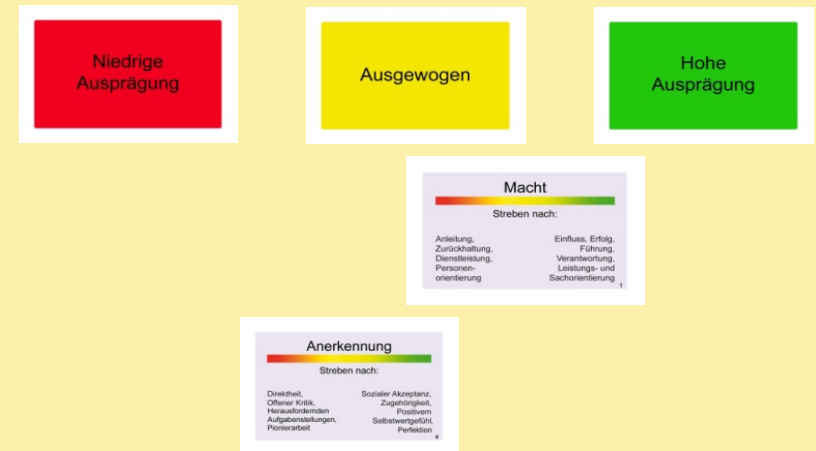 Niedrige
Ausprägung
Ausgewogen
Hohe
Ausprägung
Macht
Streben nach:
Anleitung,
Zurückhaltung,
Dienstleistung,
Personen-
orientierung
Einfluss, Erfolg,
Führung,
Verantwortung,
Leistungs- und
Sachorientierung
1
Anerkennung
Streben nach:
Direktheit,
Offener Kritik,
Herausfordernden
Aufgabenstellungen,
Pionierarbeit
Sozialer Akzeptanz,
Zugehörigkeit,
Positivem
Selbstwertgefühl,
Perfektion
4